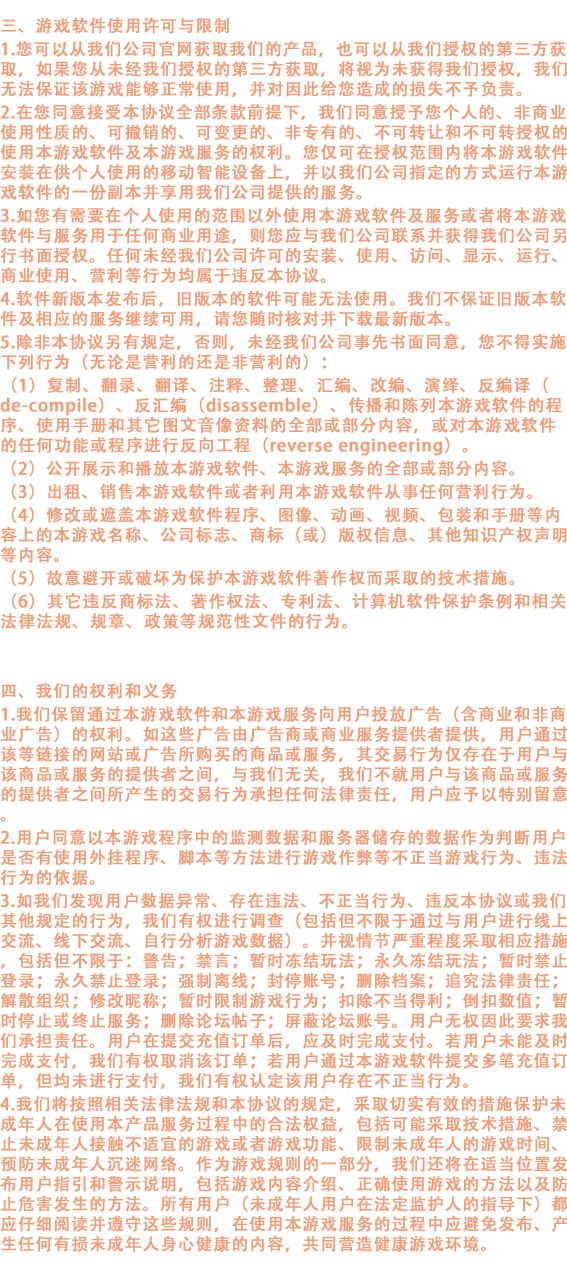 三、游戏软件使用许可与限制
1.您可以从我们公司官网获取我们的产品，也可以从我们授权的第三方获
取，如果您从未经我们授权的第三方获取，将视为未获得我们授权，我们
无法保证该游戏能够正常使用，并对因此给您造成的损失不予负责。
2.在您同意接受本协议全部条款前提下，我们同意授予您个人的、非商业
使用性质的、可撤销的、可变更的、非专有的、不可转让和不可转授权的
使用本游戏软件及本游戏服务的权利。您仅可在授权范围内将本游戏软件
安装在供个人使用的移动智能设备上，并以我们公司指定的方式运行本游
戏软件的一份副本并享用我们公司提供的服务。
3.如您有需要在个人使用的范围以外使用本游戏软件及服务或者将本游戏
软件与服务用于任何商业用途，则您应与我们公司联系并获得我们公司另
行书面授权。任何未经我们公司许可的安装、使用、访问、显示、运行、
商业使用、营利等行为均属于违反本协议。
4.软件新版本发布后，旧版本的软件可能无法使用。我们不保证旧版本软
件及相应的服务继续可用，请您随时核对并下载最新版本。
5.除非本协议另有规定，否则，未经我们公司事先书面同意，您不得实施
下列行为（无论是营利的还是非营利的）：
（1）复制、翻录、翻译、注释、整理、汇编、改编、演绎、反编译（
de-compile）、反汇编（disassemble）、传播和陈列本游戏软件的程
序、使用手册和其它图文音像资料的全部或部分内容，或对本游戏软件
的任何功能或程序进行反向工程（reverse engineering）。
（2）公开展示和播放本游戏软件、本游戏服务的全部或部分内容。
（3）出租、销售本游戏软件或者利用本游戏软件从事任何营利行为。
（4）修改或遮盖本游戏软件程序、图像、动画、视频、包装和手册等内
容上的本游戏名称、公司标志、商标（或）版权信息、其他知识产权声明
等内容。
（5）故意避开或破坏为保护本游戏软件著作权而采取的技术措施。
（6）其它违反商标法、著作权法、专利法、计算机软件保护条例和相关
法律法规、规章、政策等规范性文件的行为。
四、我们的权利和义务
1.我们保留通过本游戏软件和本游戏服务向用户投放广告（含商业和非商
业广告）的权利。如这些广告由广告商或商业服务提供者提供，用户通过
该等链接的网站或广告所购买的商品或服务，其交易行为仅存在于用户与
该商品或服务的提供者之间，与我们无关，我们不就用户与该商品或服务
的提供者之间所产生的交易行为承担任何法律责任，用户应予以特别留意
。
2.用户同意以本游戏程序中的监测数据和服务器储存的数据作为判断用户
是否有使用外挂程序、脚本等方法进行游戏作弊等不正当游戏行为、违法
行为的依据。
3.如我们发现用户数据异常、存在违法、不正当行为、违反本协议或我们
其他规定的行为，我们有权进行调查（包括但不限于通过与用户进行线上
交流、线下交流、自行分析游戏数据）。并视情节严重程度采取相应措施
，包括但不限于：警告；禁言；暂时冻结玩法；永久冻结玩法；暂时禁止
登录；永久禁止登录；强制离线；封停账号；删除档案；追究法律责任；
解散组织；修改昵称；暂时限制游戏行为；扣除不当得利；倒扣数值；暂
时停止或终止服务；删除论坛帖子；屏蔽论坛账号。用户无权因此要求我
们承担责任。用户在提交充值订单后，应及时完成支付。若用户未能及时
完成支付，我们有权取消该订单；若用户通过本游戏软件提交多笔充值订
单，但均未进行支付，我们有权认定该用户存在不正当行为。
4.我们将按照相关法律法规和本协议的规定，采取切实有效的措施保护未
成年人在使用本产品服务过程中的合法权益，包括可能采取技术措施、禁
止未成年人接触不适宜的游戏或者游戏功能、限制未成年人的游戏时间、
预防未成年人沉迷网络。作为游戏规则的一部分，我们还将在适当位置发
布用户指引和警示说明，包括游戏内容介绍、正确使用游戏的方法以及防
止危害发生的方法。所有用户（未成年人用户在法定监护人的指导下）都
应仔细阅读并遵守这些规则，在使用本游戏服务的过程中应避免发布、产
生任何有损未成年人身心健康的内容，共同营造健康游戏环境。